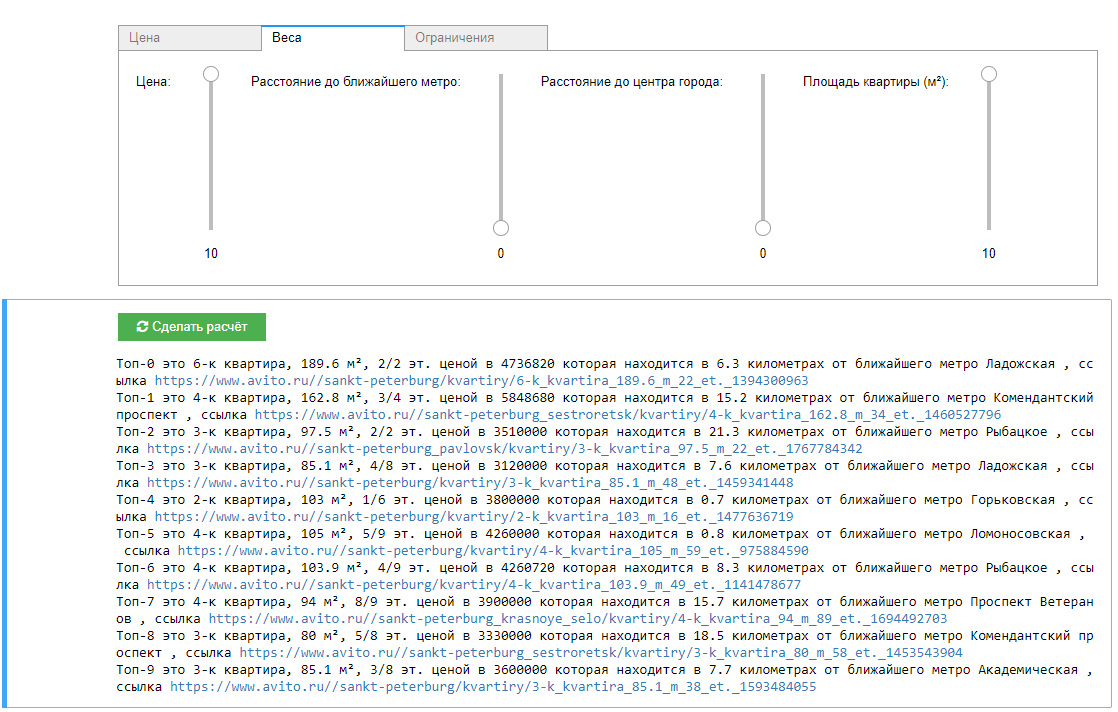 Цена
Веса
Ограничения
Цена:
Расстояние до ближайшего метро:
Расстояние до центра города:
Площадь квартиры (м²):
10
0
0
10
Сделать расчёт
Топ-0 это 6-к квартира, 189.6 м², 2/2 эт. ценой в 4736820 которая находится в 6.3 километрах от ближайшего метро Ладожская , сс
ылка https://www.avito.ru//sankt-peterburg/kvartiry/6-k_kvartira_189.6_m_22_et._1394300963
Топ-1 это 4-к квартира, 162.8 м², 3/4 эт. ценой в 5848680 которая находится в 15.2 километрах от ближайшего метро Комендантский
проспект , ссылка https://www.avito.ru//sankt-peterburg_sestroretsk/kvartiry/4-k_kvartira_162.8_m_34_et._1460527796
Топ-2 это 3-к квартира, 97.5 м², 2/2 эт. ценой в 3510000 которая находится в 21.3 километрах от ближайшего метро Рыбацкое , ссы
лка https://www.avito.ru//sankt-peterburg_pavlovsk/kvartiry/3-k_kvartira_97.5_m_22_et._1767784342
Топ-3 это 3-к квартира, 85.1 м², 4/8 эт. ценой в 3120000 которая находится в 7.6 километрах от ближайшего метро Ладожская , ссы
лка https://www.avito.ru//sankt-peterburg/kvartiry/3-k_kvartira_85.1_m_48_et._1459341448
Топ-4 это 2-к квартира, 103 м², 1/6 эт. ценой в 3800000 которая находится в 0.7 километрах от ближайшего метро Горьковская , сс
ылка https://www.avito.ru//sankt-peterburg/kvartiry/2-k_kvartira_103_m_16_et._1477636719
Топ-5 это 4-к квартира, 105 м², 5/9 эт. ценой в 4260000 которая находится в 0.8 километрах от ближайшего метро Ломоносовская ,
ссылка https://www.avito.ru//sankt-peterburg/kvartiry/4-k_kvartira_105_m_59_et._975884590
Топ-6 это 4-к квартира, 103.9 м², 4/9 эт. ценой в 4260720 которая находится в 8.3 километрах от ближайшего метро Рыбацкое , ссы
лка https://www.avito.ru//sankt-peterburg/kvartiry/4-k_kvartira_103.9_m_49_et._1141478677
Топ-7 это 4-к квартира, 94 м², 8/9 эт. ценой в 3900000 которая находится в 15.7 километрах от ближайшего метро Проспект Ветеран
ов , ссылка https://www.avito.ru//sankt-peterburg_krasnoye_selo/kvartiry/4-k_kvartira_94_m_89_et._1694492703
Топ-8 это 3-к квартира, 80 м², 5/8 эт. ценой в 3330000 которая находится в 18.5 километрах от ближайшего метро Комендантский пр
оспект , ссылка https://www.avito.ru//sankt-peterburg_sestroretsk/kvartiry/3-k_kvartira_80_m_58_et._1453543904
Топ-9 это 3-к квартира, 85.1 м², 3/8 эт. ценой в 3600000 которая находится в 7.7 километрах от ближайшего метро Академическая ,
ссылка https://www.avito.ru//sankt-peterburg/kvartiry/3-k_kvartira_85.1_m_38_et._1593484055